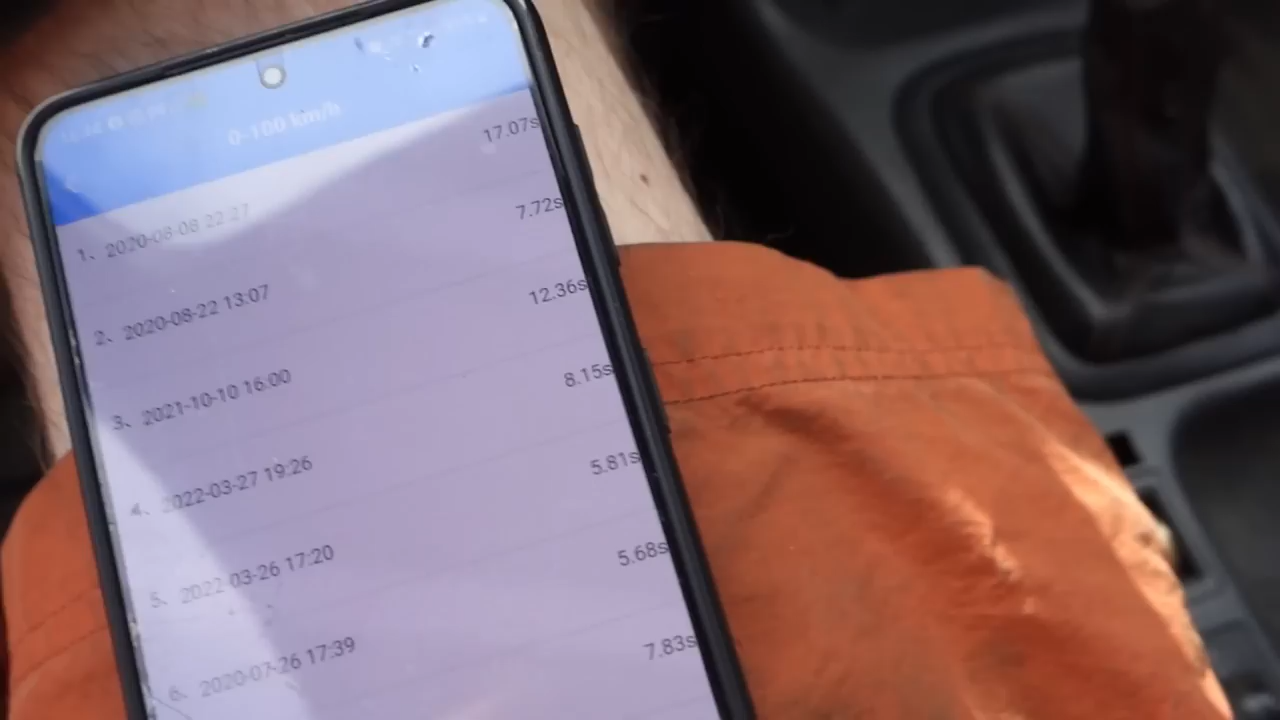 0-100 km/h
1、2020-08-08 22:27 17.07s
2、2020-08-22 13:07 7.72s
3、2021-10-10 16:00 12.36s
4、2022-03-27 19:26 8.15s
5、2022-03-26 17:20 5.81s
6、2020-07-26 17:39 5.68s
7.83s